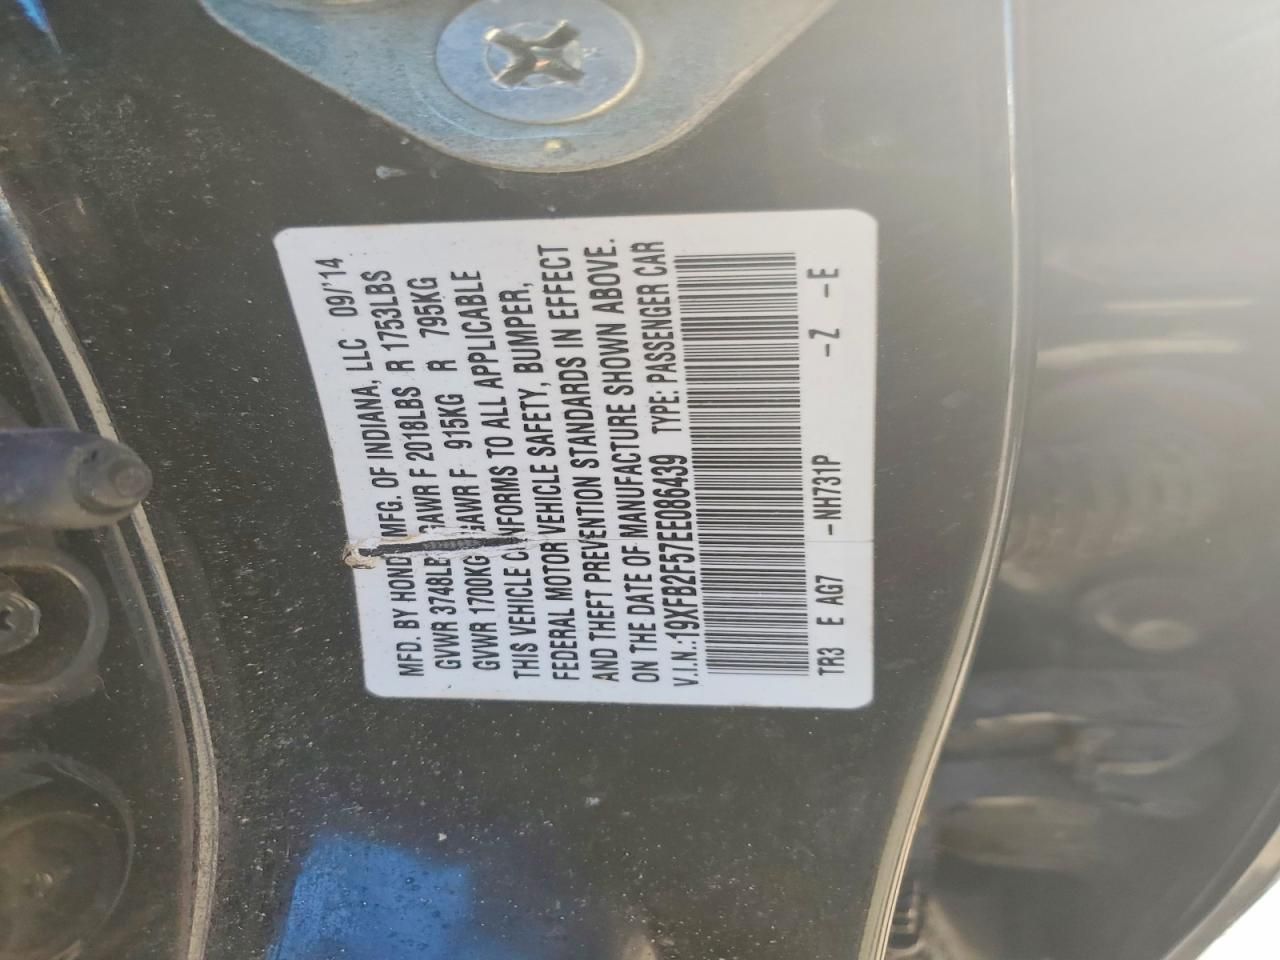 MFD. BY HOND MFG. OF INDIANA, LLC 09/'14
GVWR 3748LB GAWR F 2018LBS R 1753LBS
GVWR 1700KG GAWR F 915KG R 795KG
THIS VEHICLE C NFORMS TO ALL APPLICABLE
FEDERAL MOTOR VEHICLE SAFETY, BUMPER,
AND THEFT PREVENTION STANDARDS IN EFFECT
ON THE DATE OF MANUFACTURE SHOWN ABOVE.
V.I.N.:19XFB2F57EE086439 TYPE: PASSENGER CAR
TR3 E AG7 -NH731P -Z -E